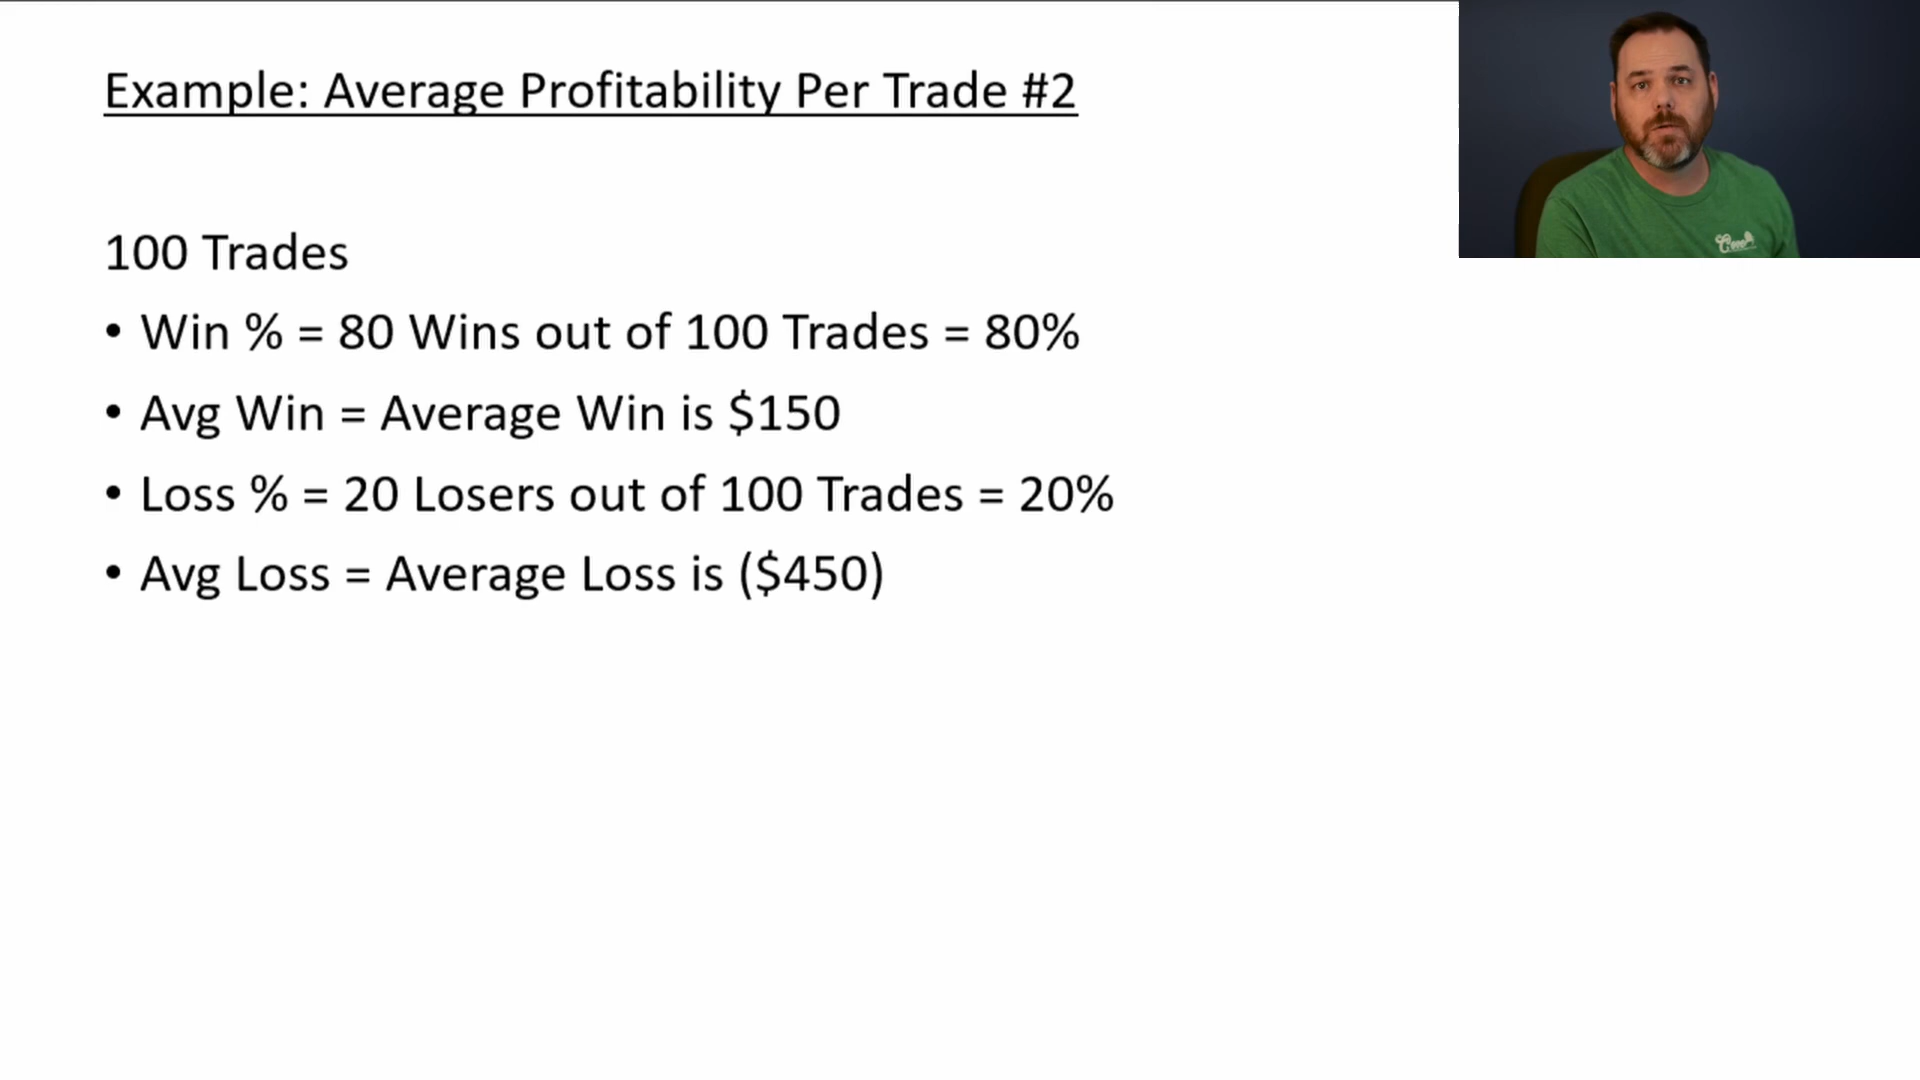 Example: Average Profitability Per Trade #2
100 Trades
• Win % = 80 Wins out of 100 Trades = 80%
• Avg Win = Average Win is $150
• Loss % = 20 Losers out of 100 Trades = 20%
• Avg Loss = Average Loss is ($450)